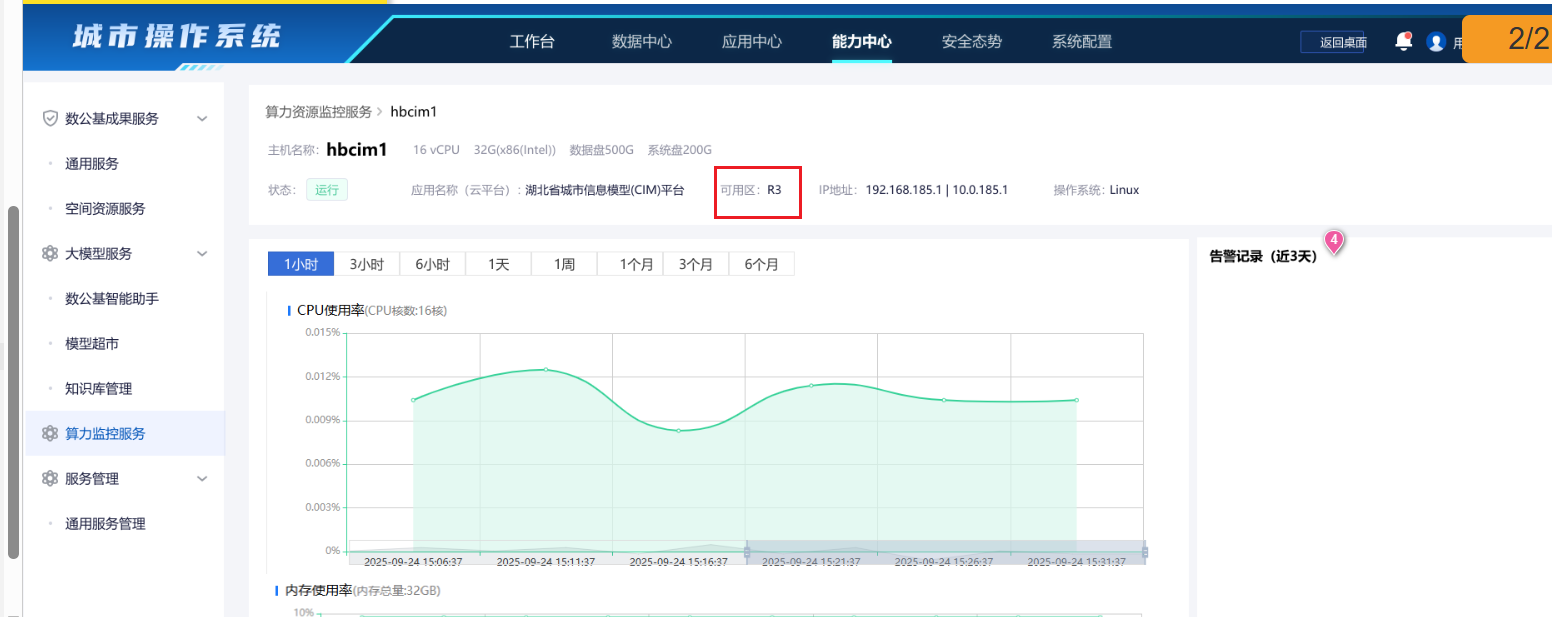 城市操作系统
工作台 数据中心 应用中心 能力中心 安全态势 系统配置 返回桌面 用 2/2
数公基成果服务
通用服务
空间资源服务
大模型服务
数公基智能助手
模型超市
知识库管理
算力监控服务
服务管理
通用服务管理
算力资源监控服务 > hbcim1
主机名称: hbcim1 16 vCPU 32G(x86(Intel)) 数据盘500G 系统盘200G
状态: 运行 应用名称（云平台）: 湖北省城市信息模型(CIM)平台 可用区: R3 IP地址: 192.168.185.1 | 10.0.185.1 操作系统: Linux
1小时 3小时 6小时 1天 1周 1个月 3个月 6个月
CPU使用率(CPU核数:16核)
0.015%
0.012%
0.009%
0.006%
0.003%
0%
2025-09-24 15:06:37 2025-09-24 15:11:37 2025-09-24 15:16:37 2025-09-24 15:21:37 2025-09-24 15:26:37 2025-09-24 15:31:37
内存使用率(内存总量:32GB)
10%
告警记录（近3天）
4